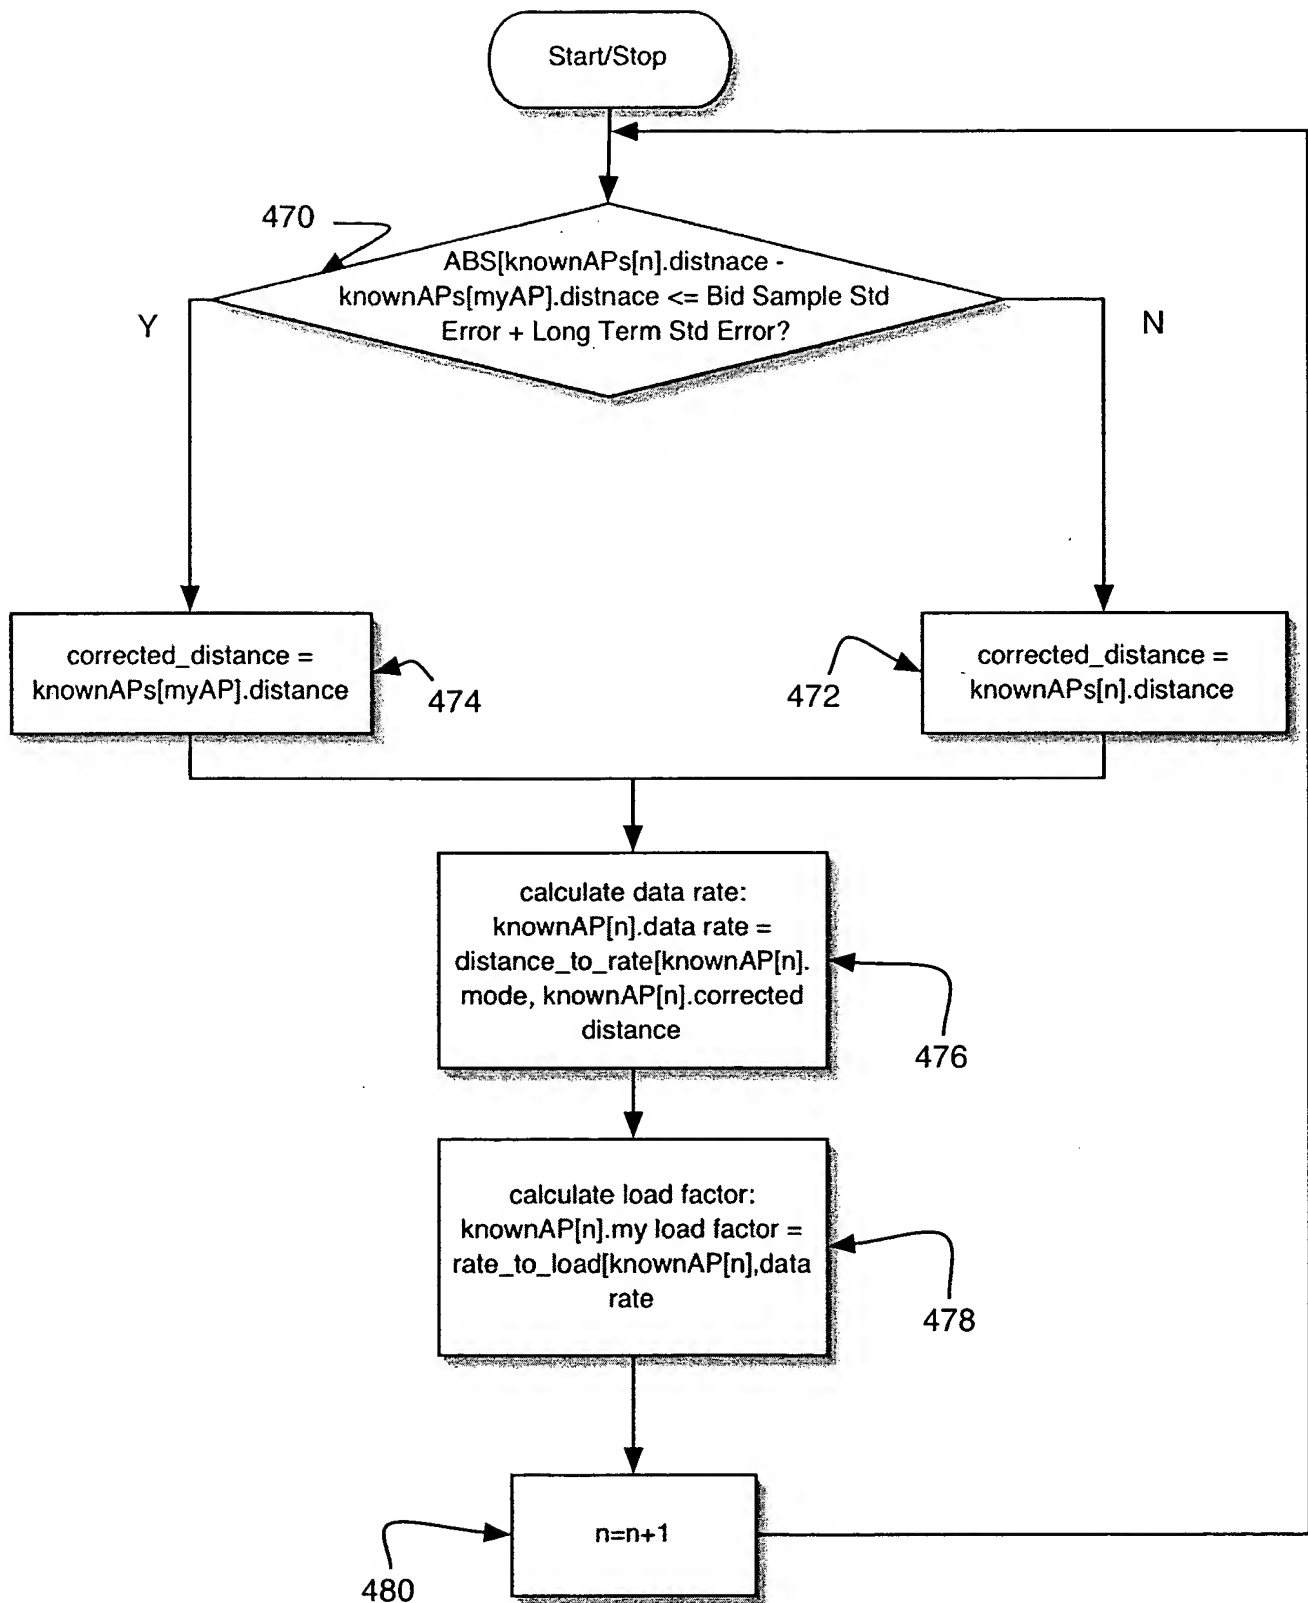 Start/Stop
470
ABS[knownAPs[n].distnace -
knownAPs[myAP].distnace <= Bid Sample Std
Error + Long Term Std Error?
Y
N
corrected_distance =
knownAPs[myAP].distance
474
472
corrected_distance =
knownAPs[n].distance
calculate data rate:
knownAP[n].data rate =
distance_to_rate[knownAP[n].
mode, knownAP[n].corrected
distance
476
calculate load factor:
knownAP[n].my load factor =
rate_to_load[knownAP[n],data
rate
478
n=n+1
480